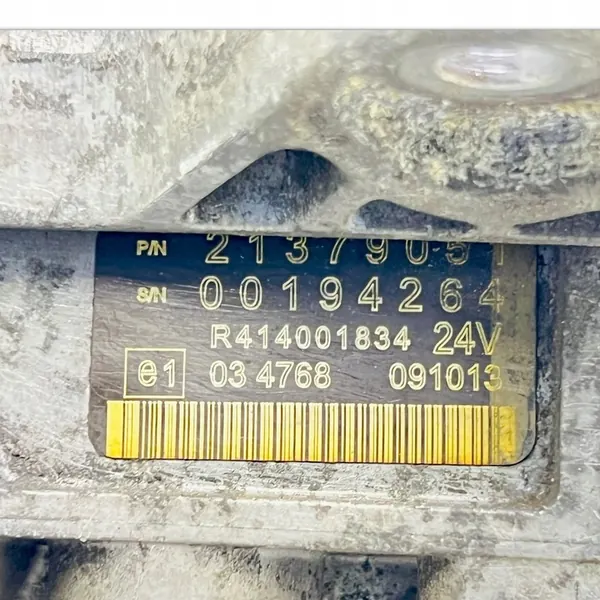 P/N 21379051
S/N 00194264
R414001834 24V
e1 03 4768 091013